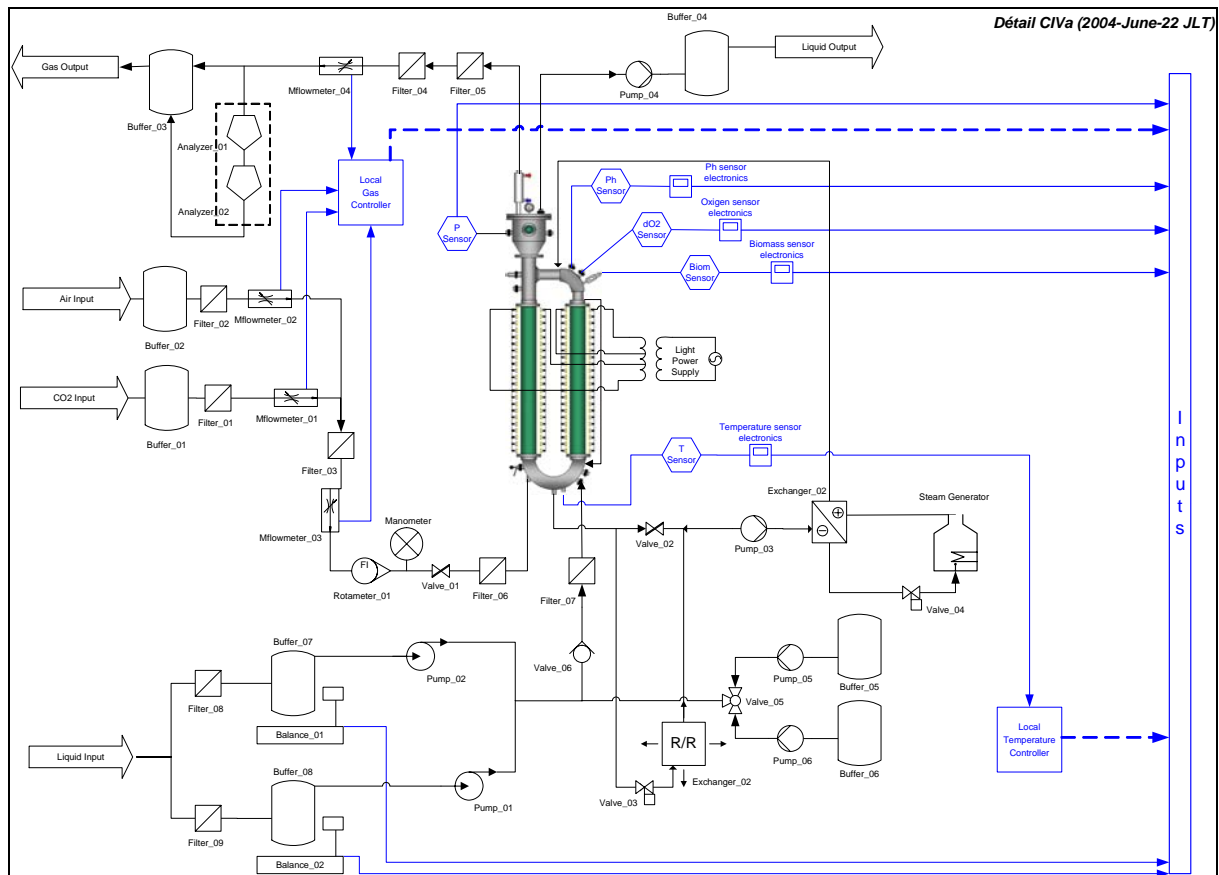 Détail CIVa (2004-June-22 JLT)
Buffer_04
Gas Output
Liquid Output
Mflowmeter_04
Filter_04
Filter_05
Pump_04
Buffer_03
Analyzer_01
Analyzer_02
Local
Gas
Controller
P
Sensor
Ph
Sensor
Ph sensor
electronics
dO2
Sensor
Oxigen sensor
electronics
Biom
Sensor
Biomass sensor
electronics
Air Input
Buffer_02
Filter_02
Mflowmeter_02
Light
Power
Supply
CO2 Input
Buffer_01
Filter_01
Mflowmeter_01
Filter_03
Mflowmeter_03
Manometer
FI
Rotameter_01
Valve_01
Filter_06
T
Sensor
Temperature sensor
electronics
Inputs
Exchanger_02
Steam Generator
Valve_02
Pump_03
Valve_04
Filter_07
Valve_06
Buffer_07
Pump_02
Filter_08
Balance_01
Liquid Input
Buffer_08
Pump_01
Filter_09
Balance_02
Pump_05
Buffer_05
Valve_05
Pump_06
Buffer_06
R/R
Exchanger_02
Valve_03
Local
Temperature
Controller